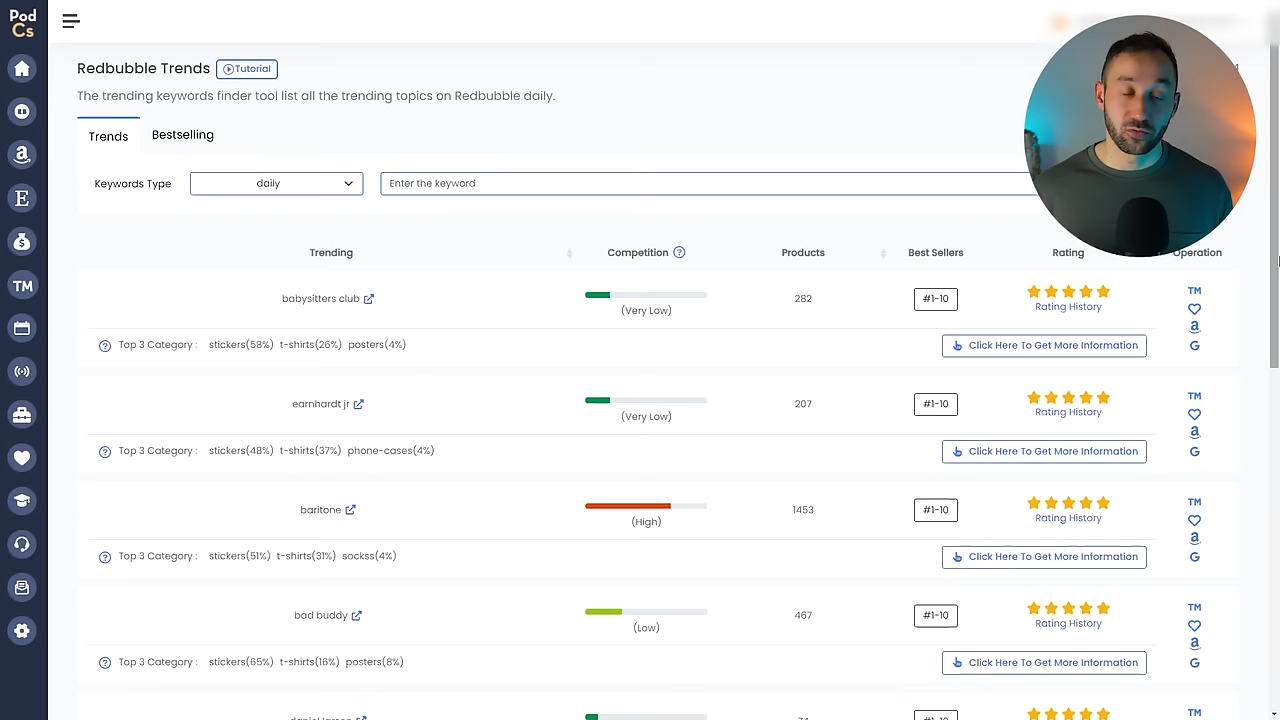 Pod
Cs
Redbubble Trends Tutorial
The trending keywords finder tool list all the trending topics on Redbubble daily.
Trends Bestselling
Keywords Type daily Enter the keyword
Trending Competition Products Best Sellers Rating Operation
babysitters club (Very Low) 282 #1-10 Rating History TM
Top 3 Category : stickers(58%) t-shirts(26%) posters(4%) Click Here To Get More Information
earnhardt jr (Very Low) 207 #1-10 Rating History TM
Top 3 Category : stickers(48%) t-shirts(37%) phone-cases(4%) Click Here To Get More Information
baritone (High) 1453 #1-10 Rating History TM
Top 3 Category : stickers(51%) t-shirts(31%) sockss(4%) Click Here To Get More Information
bad buddy (Low) 467 #1-10 Rating History TM
Top 3 Category : stickers(65%) t-shirts(16%) posters(8%) Click Here To Get More Information
TM